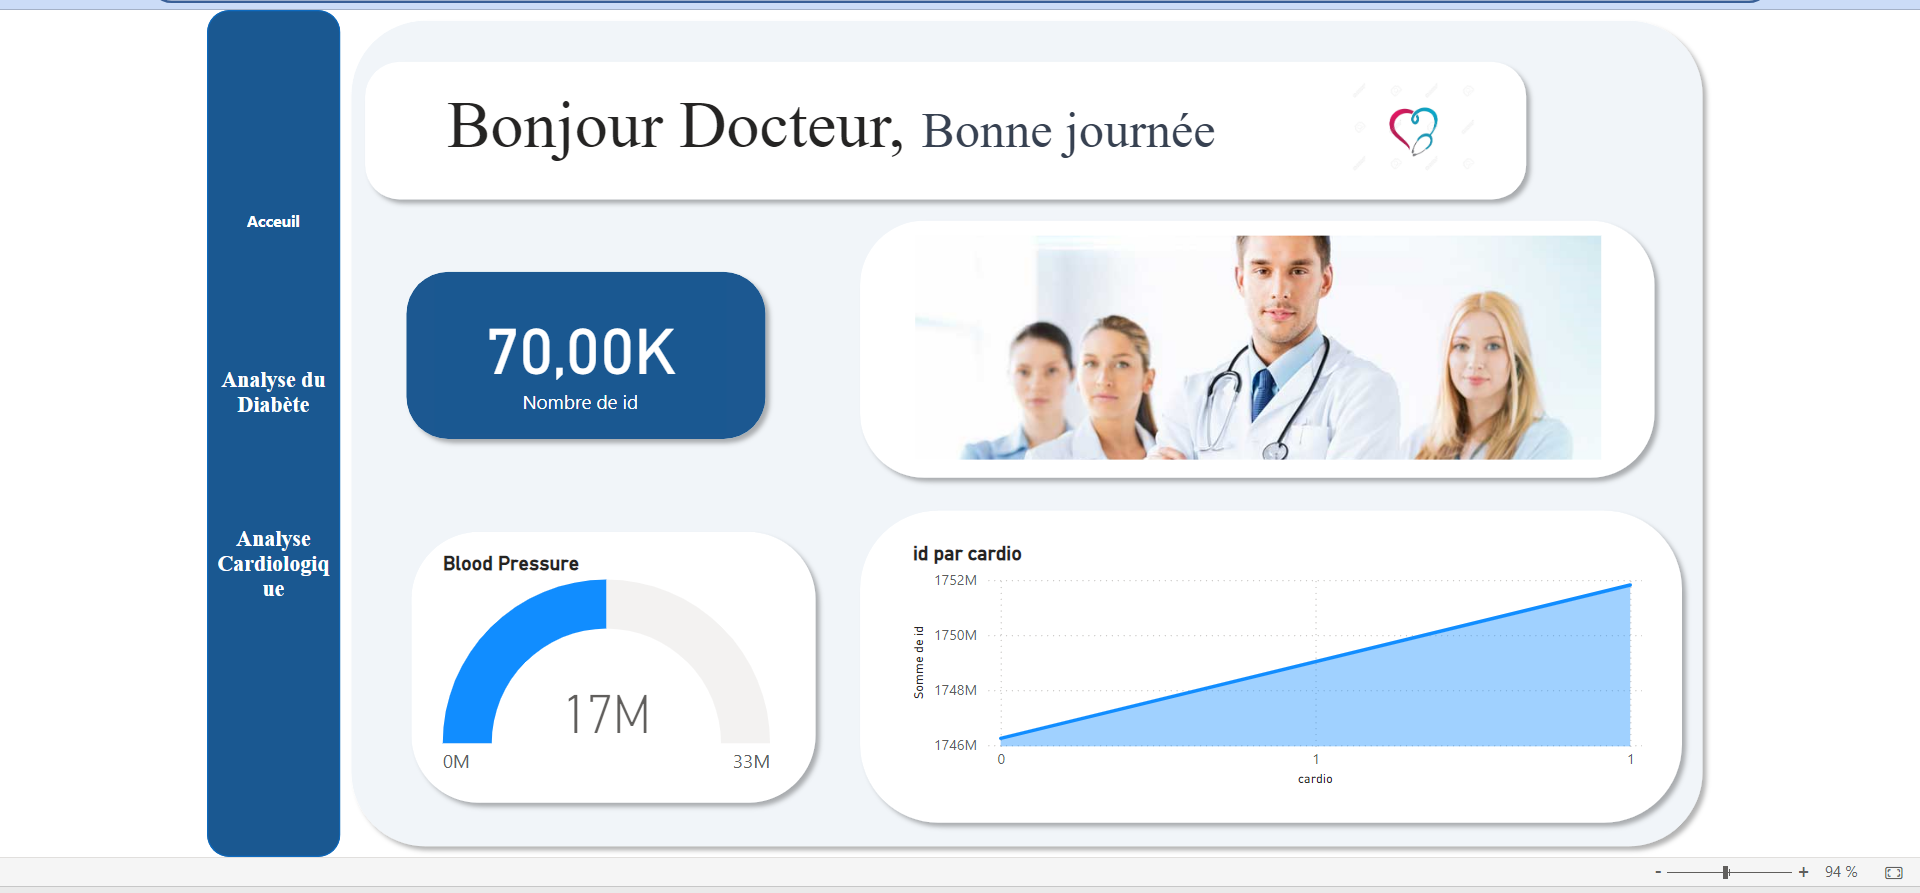 Bonjour Docteur, Bonne journée
Acceuil
Analyse du
Diabète
Analyse
Cardiologiq
ue
70,00K
Nombre de id
Blood Pressure
17M
0M
33M
id par cardio
Somme de id
1752M
1750M
1748M
1746M
0
1
1
cardio
- + 94 %